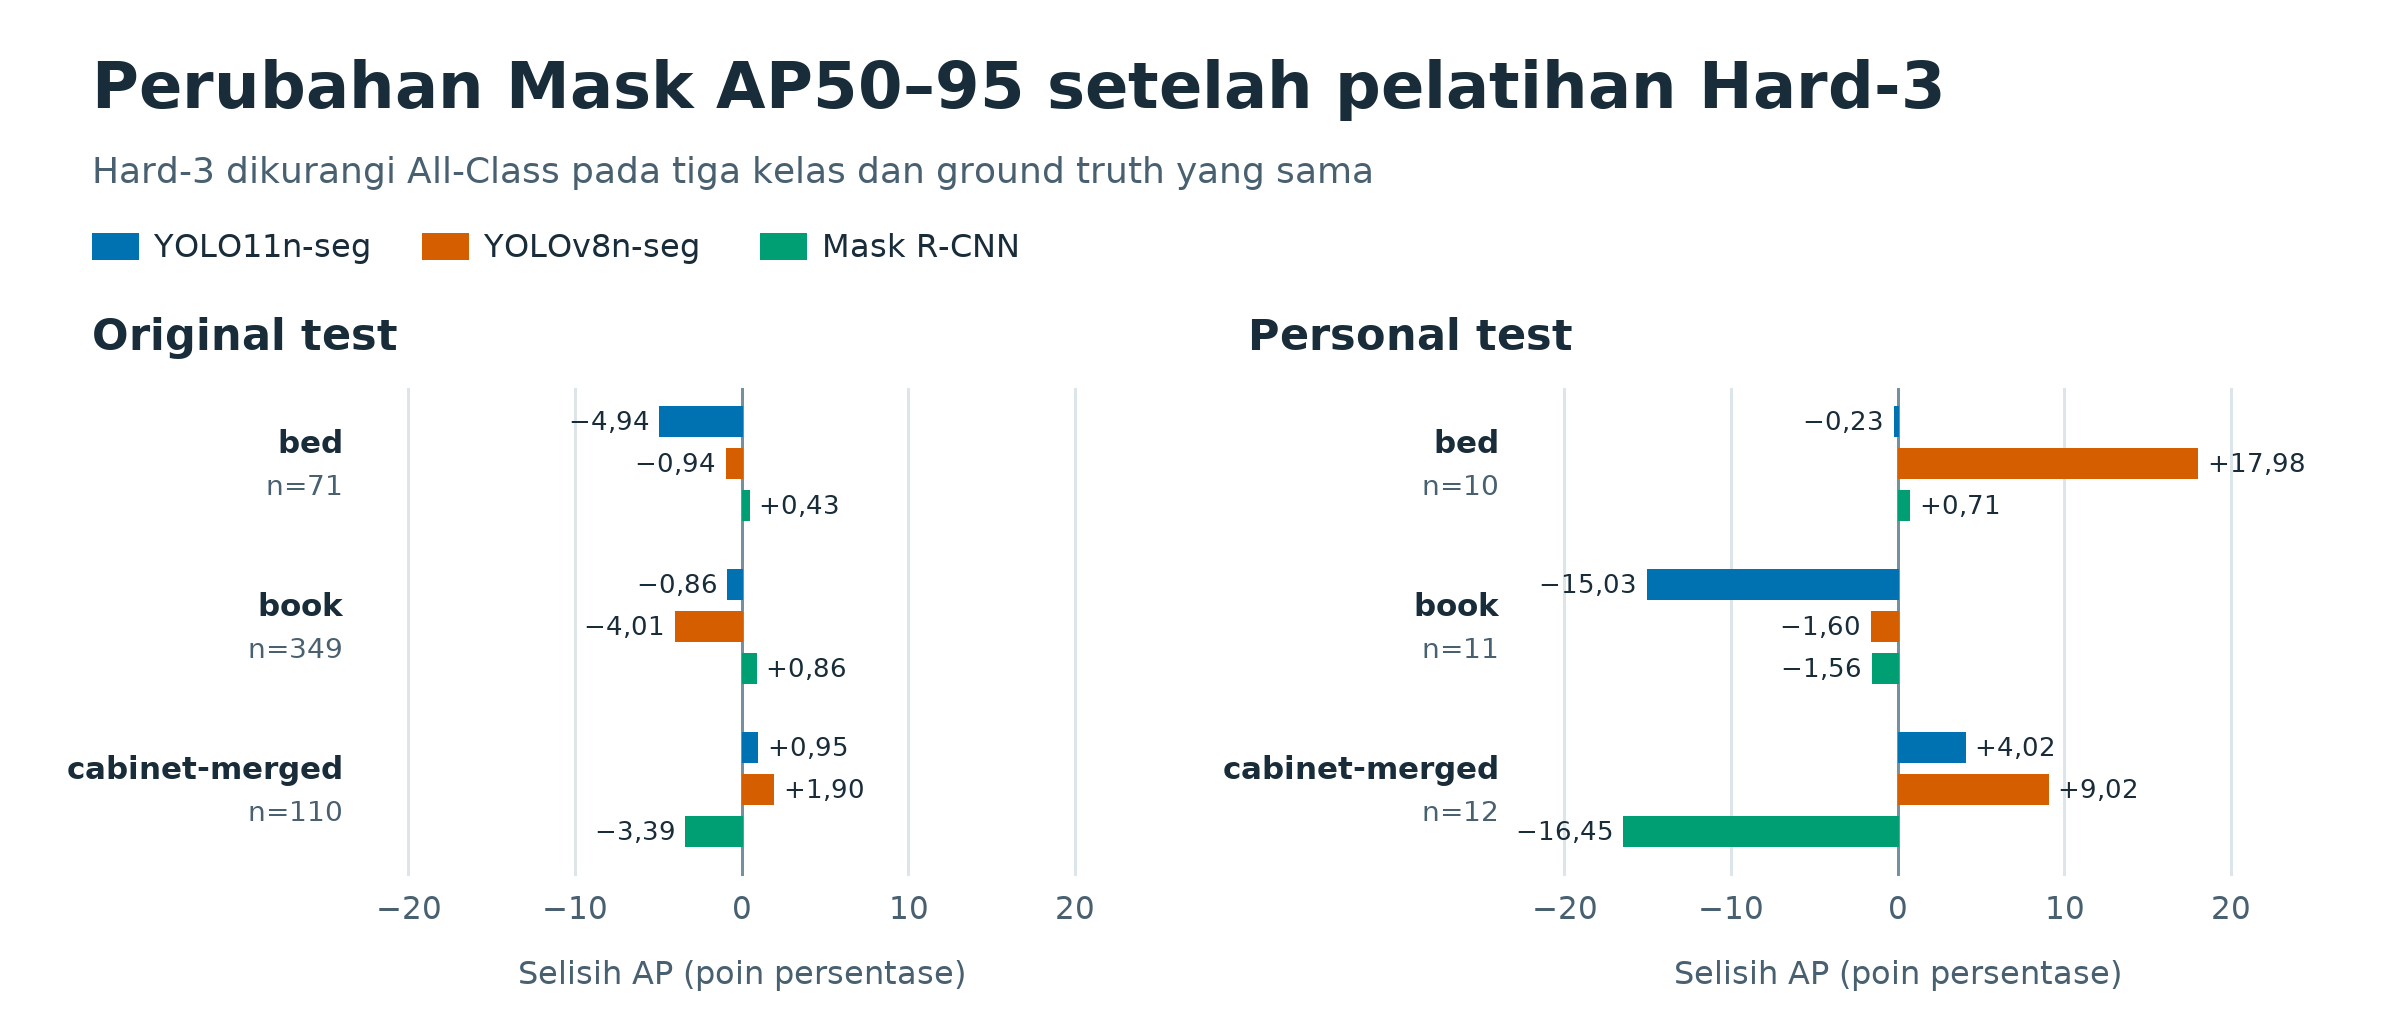 Perubahan Mask AP50–95 setelah pelatihan Hard-3
Hard-3 dikurangi All-Class pada tiga kelas dan ground truth yang sama
YOLO11n-seg YOLOv8n-seg Mask R-CNN
Original test
bed
n=71
−4,94
−0,94
+0,43
book
n=349
−0,86
−4,01
+0,86
cabinet-merged
n=110
+0,95
+1,90
−3,39
−20 −10 0 10 20
Selisih AP (poin persentase)
Personal test
bed
n=10
−0,23
+17,98
+0,71
book
n=11
−15,03
−1,60
−1,56
cabinet-merged
n=12
+4,02
+9,02
−16,45
−20 −10 0 10 20
Selisih AP (poin persentase)